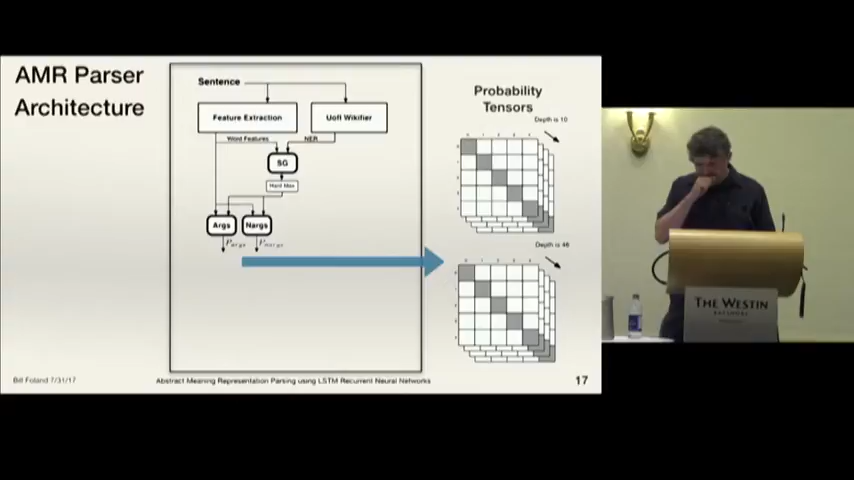 AMR Parser
Architecture
Sentence
Feature Extraction
UofI Wikifier
Word Features
NER
SG
Hard Max
Args
Nargs
Probability
Tensors
Depth is 10
Depth is 46
THE WESTIN
Bill Foland 7/31/17
Abstract Meaning Representation Parsing using LSTM Recurrent Neural Networks
17